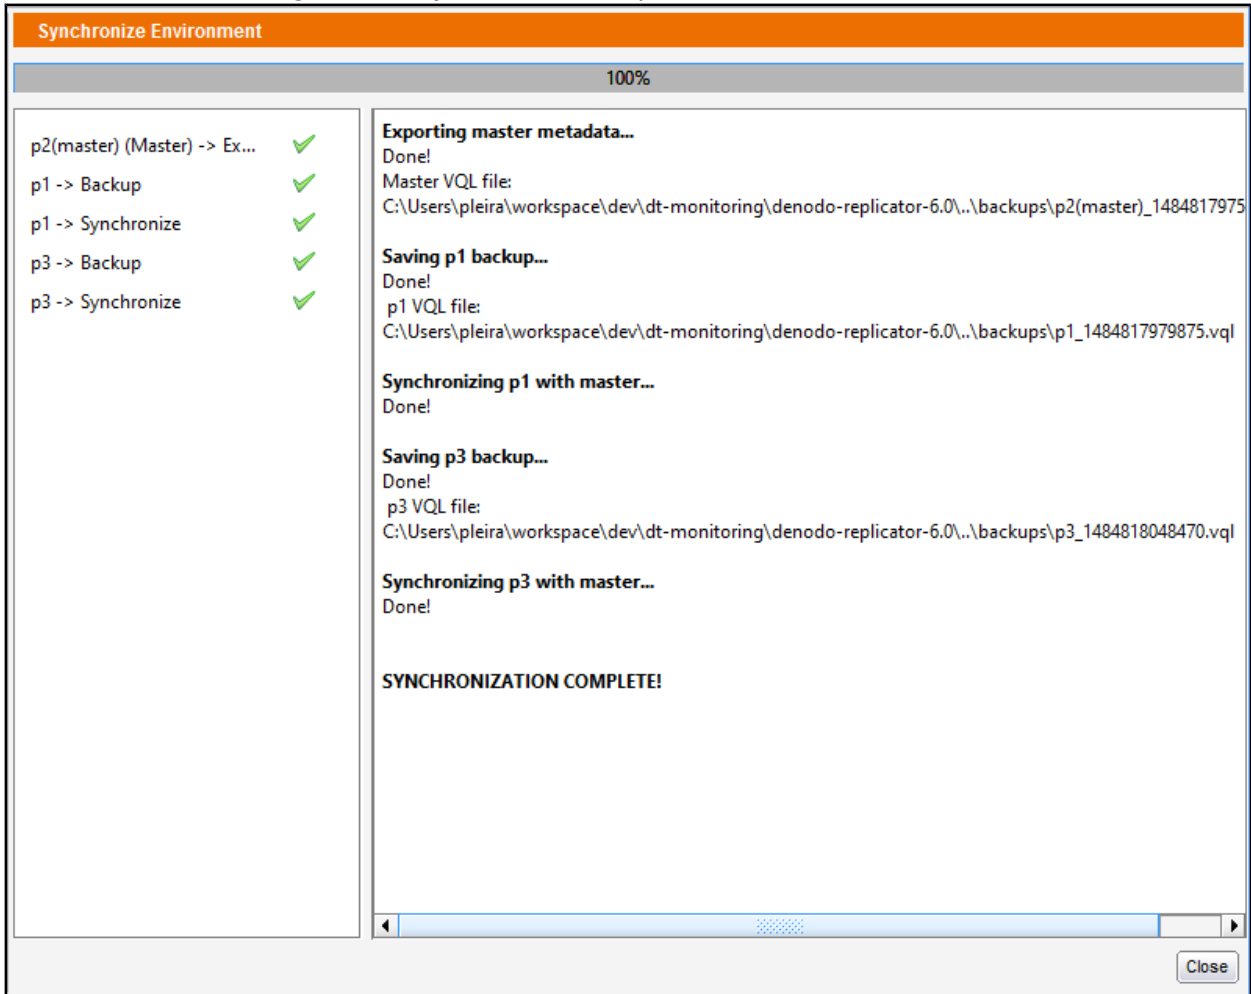 Synchronize Environment
100%
p2(master) (Master) -> Ex...
p1 -> Backup
p1 -> Synchronize
p3 -> Backup
p3 -> Synchronize
Exporting master metadata...
Done!
Master VQL file:
C:\Users\pleira\workspace\dev\dt-monitoring\denodo-replicator-6.0\..\backups\p2(master)_1484817975
Saving p1 backup...
Done!
p1 VQL file:
C:\Users\pleira\workspace\dev\dt-monitoring\denodo-replicator-6.0\..\backups\p1_1484817979875.vql
Synchronizing p1 with master...
Done!
Saving p3 backup...
Done!
p3 VQL file:
C:\Users\pleira\workspace\dev\dt-monitoring\denodo-replicator-6.0\..\backups\p3_1484818048470.vql
Synchronizing p3 with master...
Done!
SYNCHRONIZATION COMPLETE!
Close